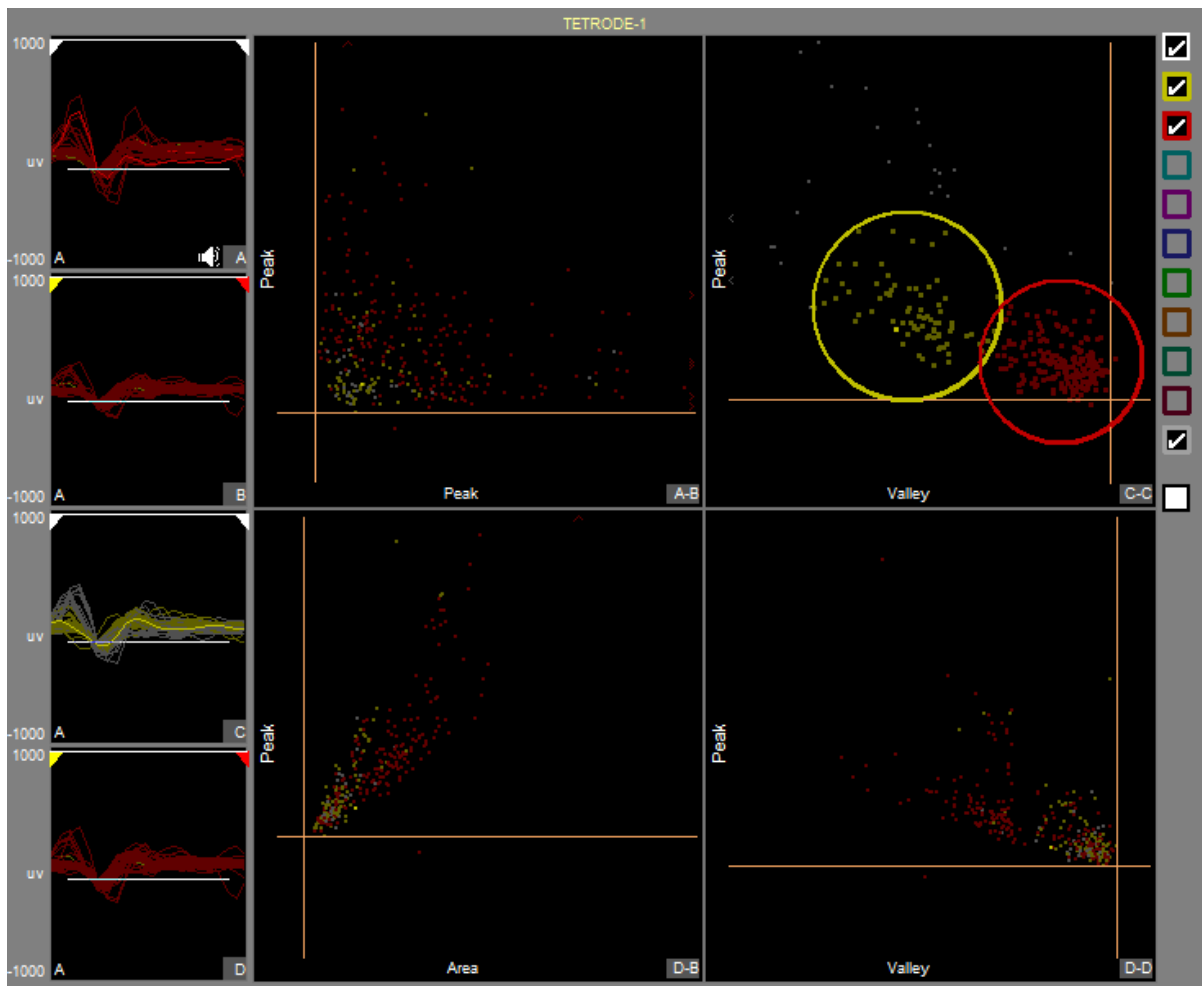 TETRODE-1
1000
uv
-1000
A
A
1000
uv
-1000
A
B
1000
uv
-1000
A
C
1000
uv
-1000
A
D
Peak
Peak
A-B
Peak
Valley
C-C
Peak
Area
D-B
Peak
Valley
D-D